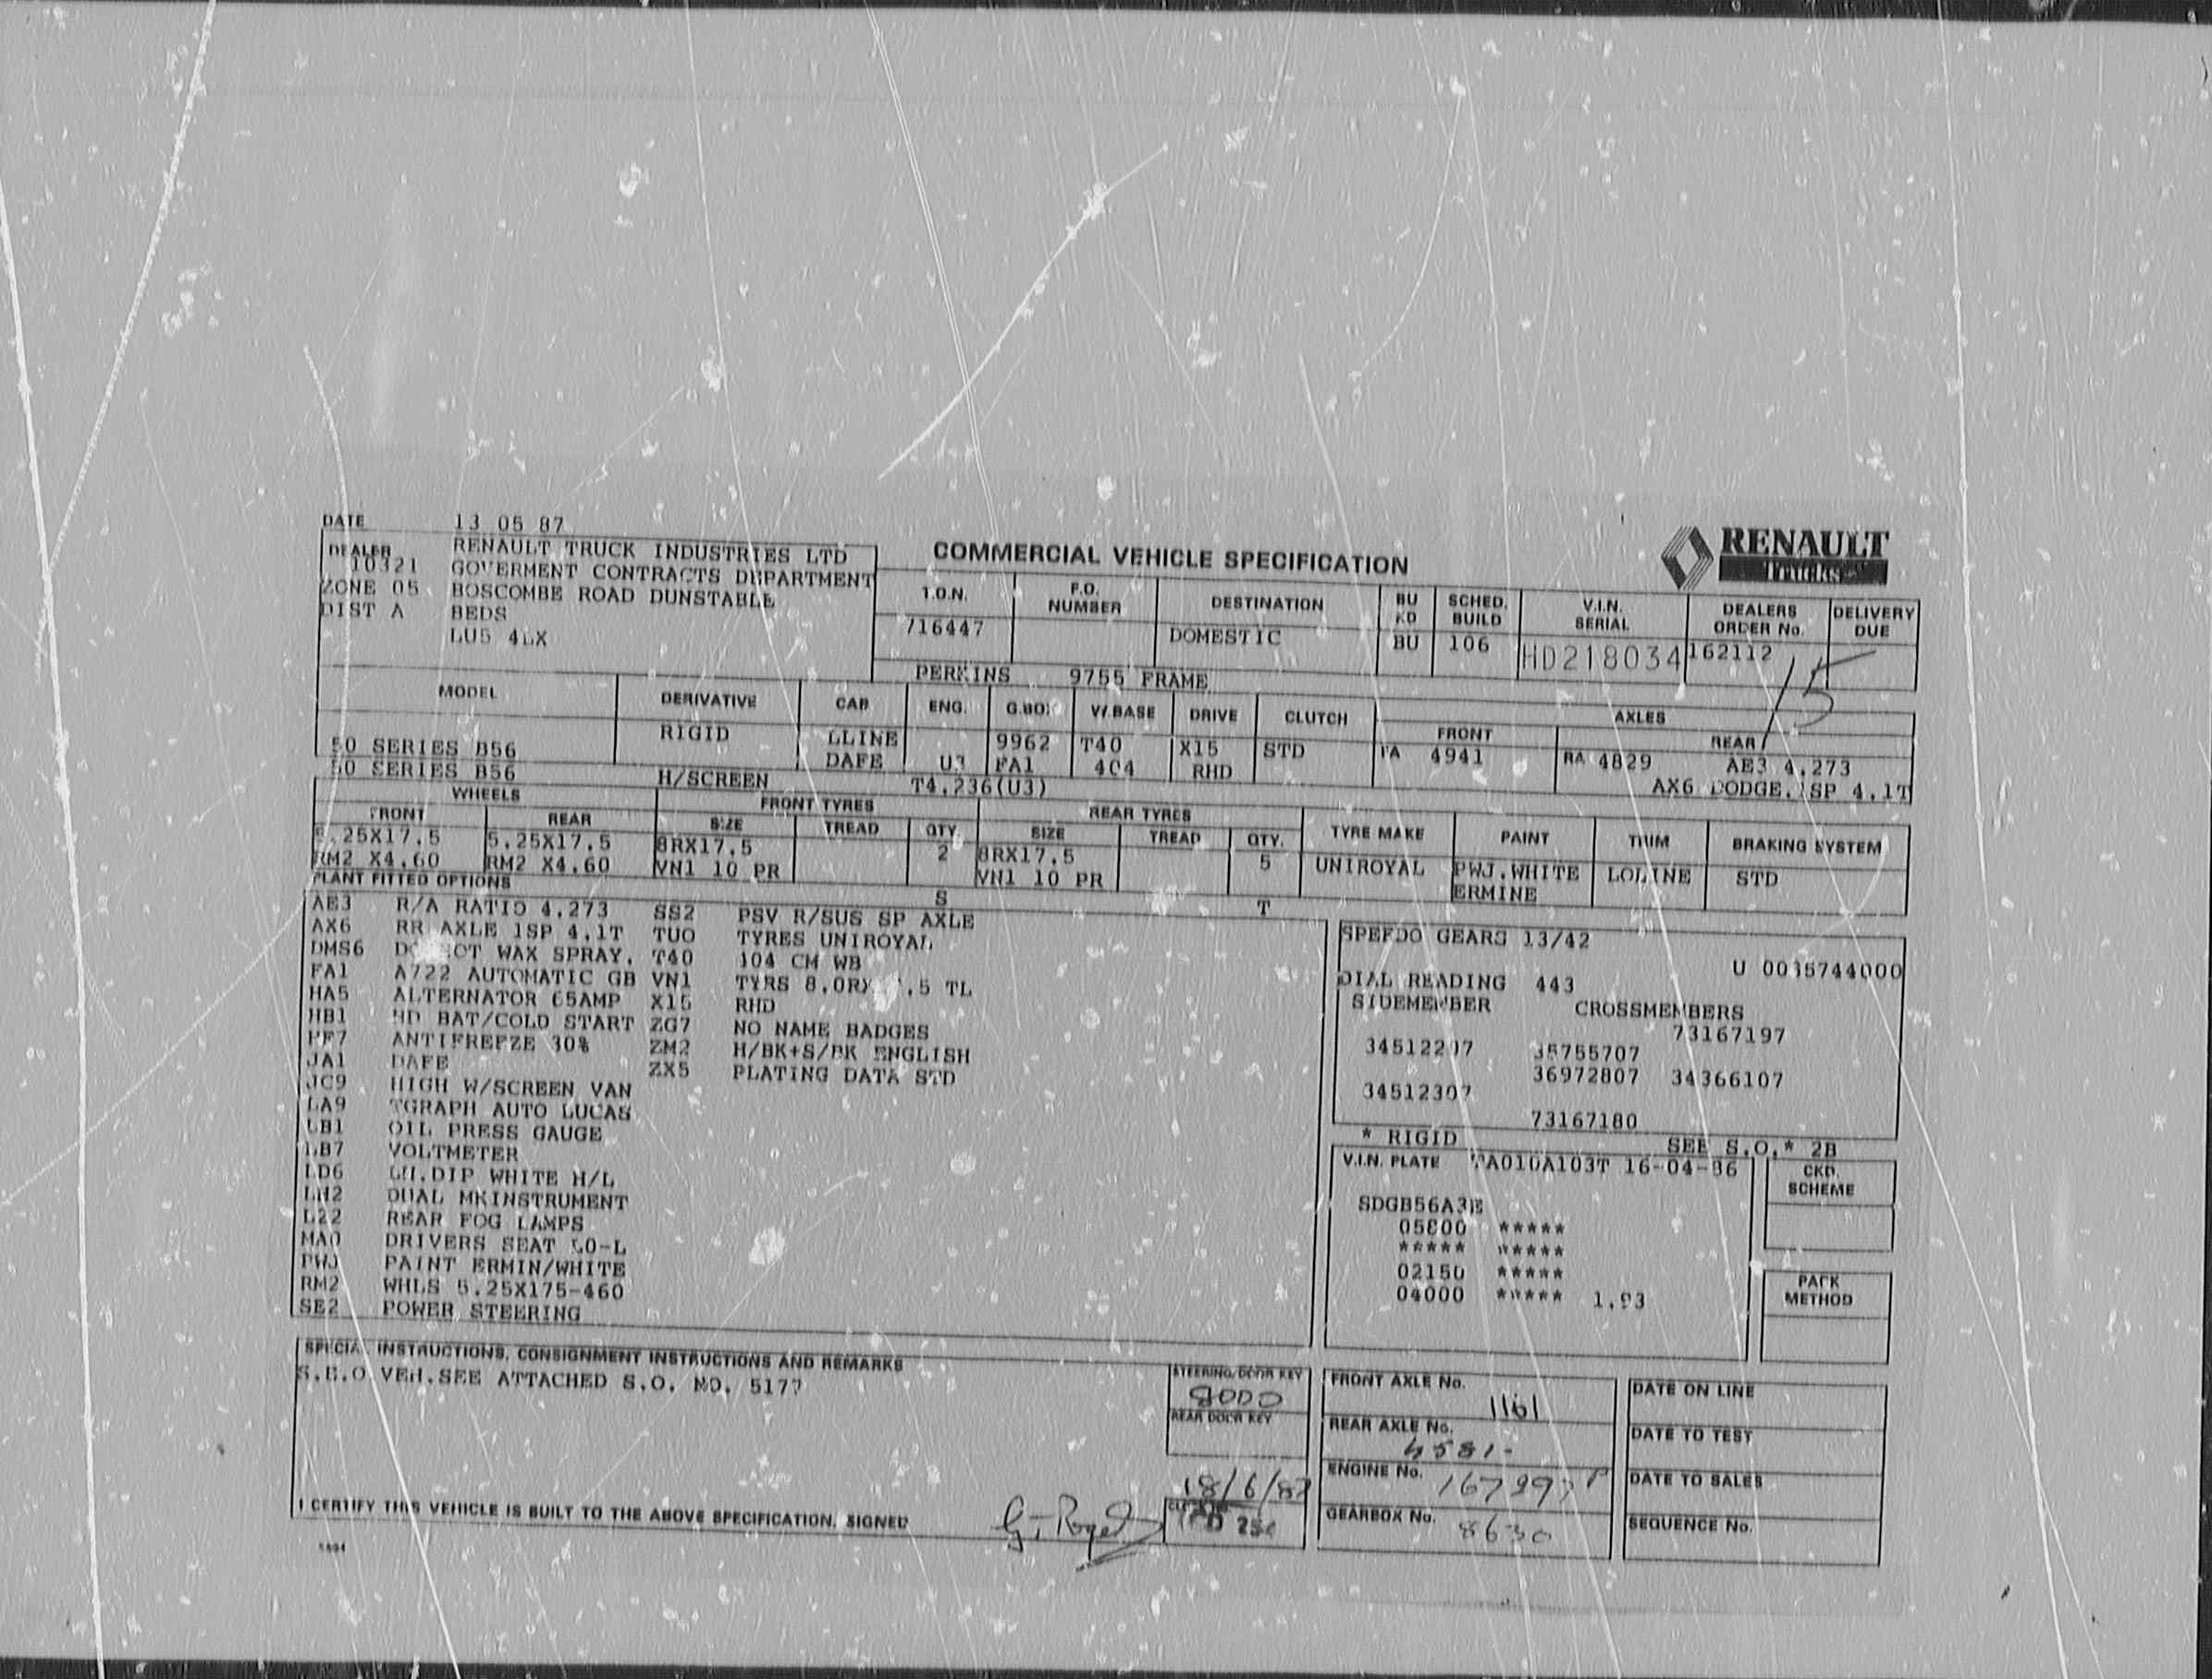 DATE 13 05 87
DEALER RENAULT TRUCK INDUSTRIES LTD
10321 GOVERMENT CONTRACTS DEPARTMENT
ZONE 05 BOSCOMBE ROAD DUNSTABLE
DIST A BEDS
LU5 4LX
COMMERCIAL VEHICLE SPECIFICATION
RENAULT
Trucks
T.O.N. F.O. NUMBER DESTINATION BU KD SCHED. BUILD V.I.N. SERIAL DEALERS ORDER No. DELIVERY DUE
716447 DOMESTIC BU 106 HD218034 162112
15
PERKINS 9755 FRAME
MODEL DERIVATIVE CAB ENG. G.BOX W.BASE DRIVE CLUTCH AXLES
FRONT REAR
50 SERIES B56 RIGID LLINE 9962 T40 X15 STD FA 4941 RA 4829 AE3 4.273
50 SERIES B56 H/SCREEN DAFE U3 FA1 404 RHD AX6 DODGE.1SP 4.1T
T4.236(U3)
WHEELS FRONT TYRES REAR TYRES
FRONT REAR SIZE TREAD QTY. SIZE TREAD QTY. TYRE MAKE PAINT TRIM BRAKING SYSTEM
5.25X17.5 5.25X17.5 8RX17.5 2 8RX17.5 5 UNIROYAL PWJ.WHITE LOLINE STD
RM2 X4.60 RM2 X4.60 VN1 10 PR VN1 10 PR ERMINE
PLANT FITTED OPTIONS S T
AE3 R/A RATIO 4.273 SS2 PSV R/SUS SP AXLE
AX6 RR AXLE 1SP 4.1T TUO TYRES UNIROYAL
DMS6 WAX SPRAY. T40 104 CM WB
FA1 A722 AUTOMATIC GB VN1 TYRS 8.0RX .5 TL
HA5 ALTERNATOR 65AMP X15 RHD
HB1 HD BAT/COLD START ZG7 NO NAME BADGES
PF7 ANTIFREEZE 30% ZM2 H/BK+S/BK ENGLISH
JA1 DAFE ZX5 PLATING DATA STD
JC9 HIGH W/SCREEN VAN
LA9 TGRAPH AUTO LUCAS
LB1 OIL PRESS GAUGE
LB7 VOLTMETER
LD6 LH.DIP WHITE H/L
LH2 DUAL MKINSTRUMENT
L22 REAR FOG LAMPS
MA0 DRIVERS SEAT LO-L
PWJ PAINT ERMIN/WHITE
RM2 WHLS 5.25X175-460
SE2 POWER STEERING
SPEEDO GEARS 13/42
U 0035744000
DIAL READING 443
SIDEMEMBER CROSSMEMBERS
73167197
34512207 35755707
36972807 34366107
34512307
73167180
* RIGID SEE S.O.* 2B
V.I.N. PLATE TA010A103T 16-04-86
SDGB56A3E
05800 *****
***** *****
02150 *****
04000 ***** 1.93
CKD. SCHEME
PACK METHOD
SPECIAL INSTRUCTIONS, CONSIGNMENT INSTRUCTIONS AND REMARKS
S.E.O VEH.SEE ATTACHED S.O. NO. 5177
STEERING/DOOR KEY
8000
REAR DOOR KEY
18/6/87
FRONT AXLE No. 1161
REAR AXLE No. 4581-
ENGINE No.
GEARBOX No. 8630
DATE ON LINE
DATE TO TEST
DATE TO SALES
SEQUENCE No.
I CERTIFY THIS VEHICLE IS BUILT TO THE ABOVE SPECIFICATION. SIGNED